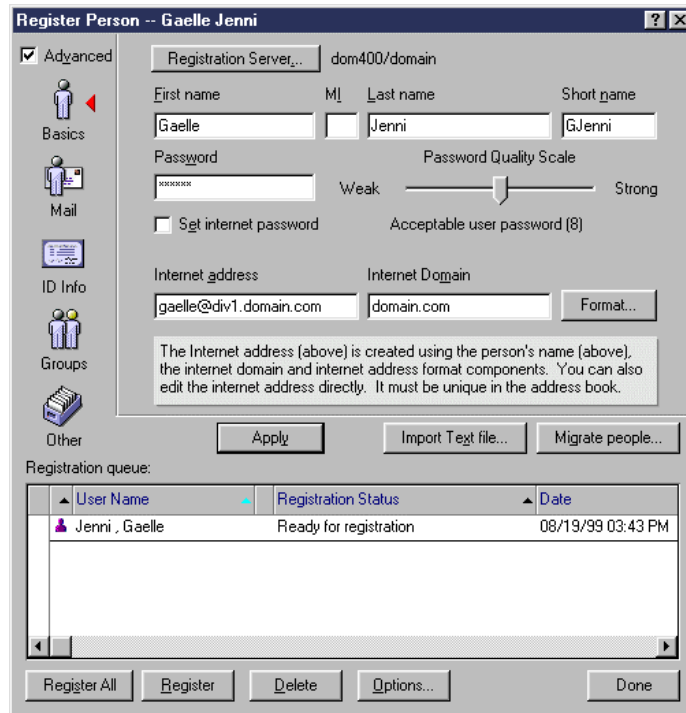 Register Person -- Gaelle Jenni
Advanced
Registration Server... dom400/domain
First name MI Last name Short name
Gaelle Jenni GJenni
Basics
Password Password Quality Scale
****** Weak Strong
Mail
Set internet password Acceptable user password (8)
ID Info
Internet address Internet Domain
gaelle@div1.domain.com domain.com Format...
Groups
The Internet address (above) is created using the person's name (above),
the internet domain and internet address format components. You can also
edit the internet address directly. It must be unique in the address book.
Other
Apply Import Text file... Migrate people...
Registration queue:
User Name Registration Status Date
Jenni , Gaelle Ready for registration 08/19/99 03:43 PM
Register All Register Delete Options... Done